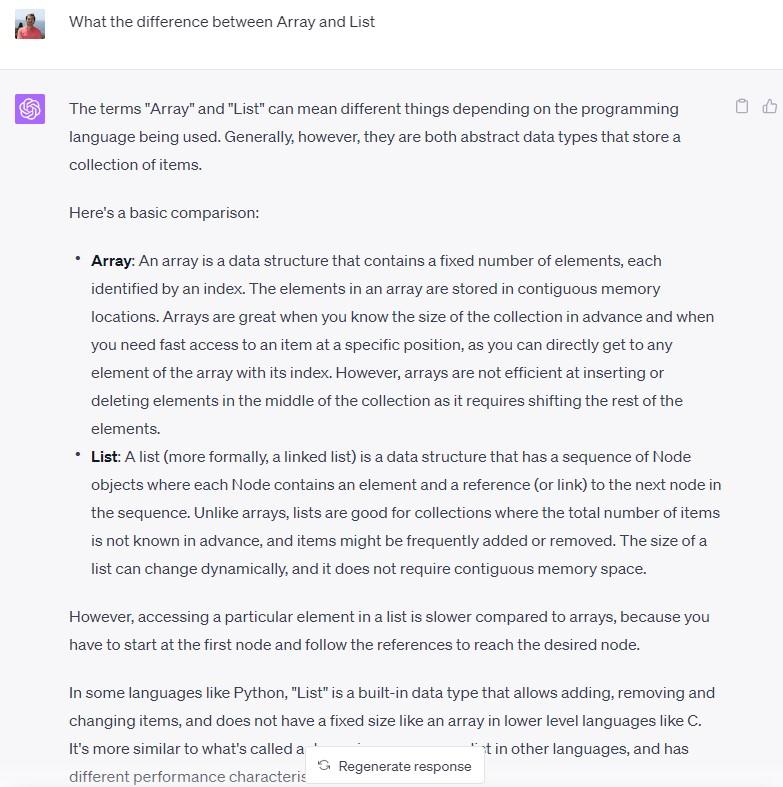 What the difference between Array and List
The terms "Array" and "List" can mean different things depending on the programming
language being used. Generally, however, they are both abstract data types that store a
collection of items.
Here's a basic comparison:
• Array: An array is a data structure that contains a fixed number of elements, each
identified by an index. The elements in an array are stored in contiguous memory
locations. Arrays are great when you know the size of the collection in advance and when
you need fast access to an item at a specific position, as you can directly get to any
element of the array with its index. However, arrays are not efficient at inserting or
deleting elements in the middle of the collection as it requires shifting the rest of the
elements.
• List: A list (more formally, a linked list) is a data structure that has a sequence of Node
objects where each Node contains an element and a reference (or link) to the next node in
the sequence. Unlike arrays, lists are good for collections where the total number of items
is not known in advance, and items might be frequently added or removed. The size of a
list can change dynamically, and it does not require contiguous memory space.
However, accessing a particular element in a list is slower compared to arrays, because you
have to start at the first node and follow the references to reach the desired node.
In some languages like Python, "List" is a built-in data type that allows adding, removing and
changing items, and does not have a fixed size like an array in lower level languages like C.
It's more similar to what's called a in other languages, and has
Regenerate response
different performance